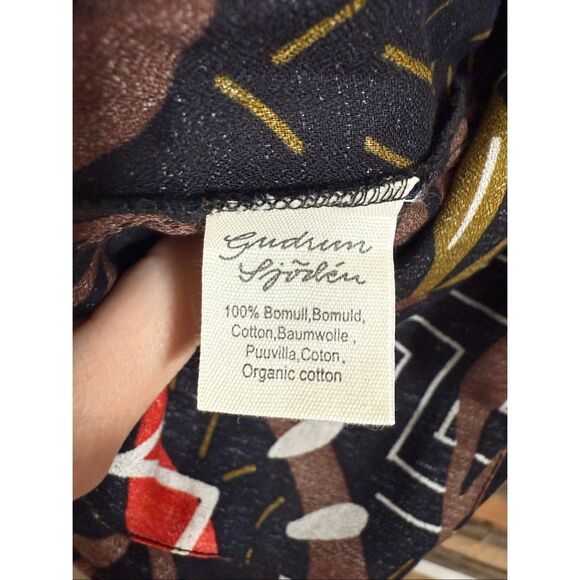 Gudrun
Sjödén
100% Bomull,Bomuld,
Cotton,Baumwolle,
Puuvilla,Coton,
Organic cotton